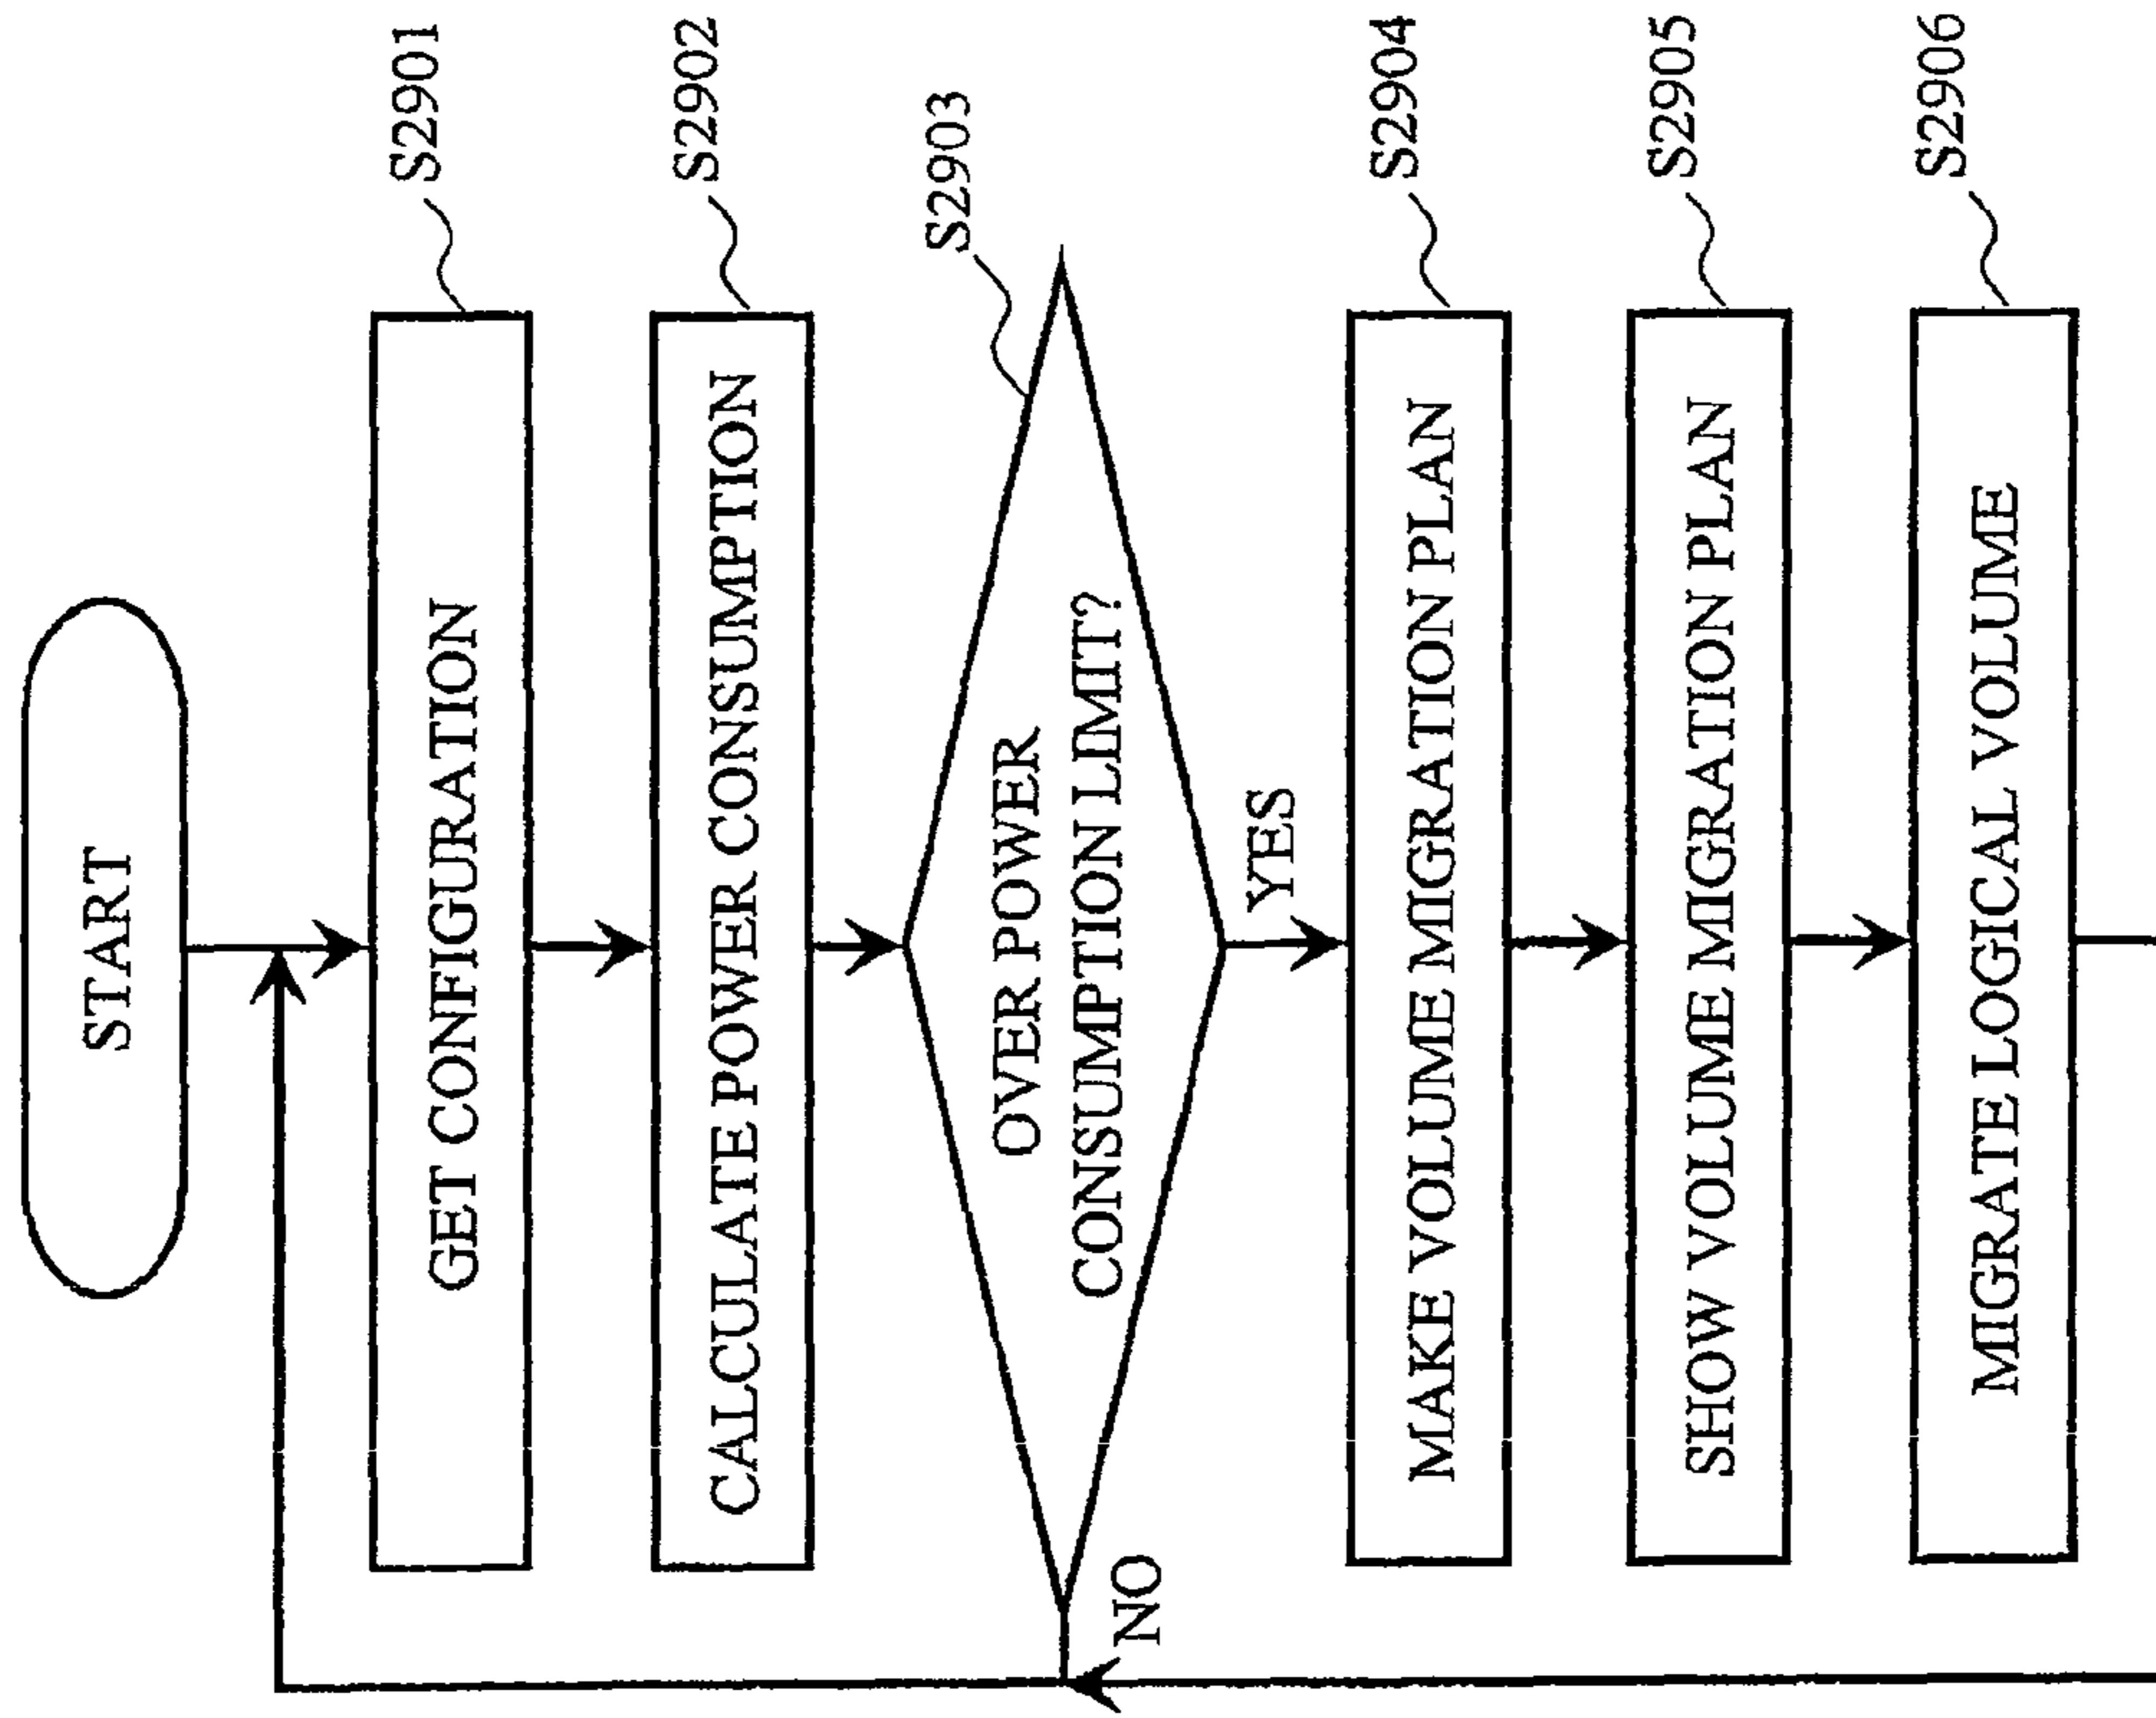 START
GET CONFIGURATION
S2901
CALCULATE POWER CONSUMPTION
S2902
OVER POWER
CONSUMPTION LIMIT?
S2903
NO
YES
MAKE VOLUME MIGRATION PLAN
S2904
SHOW VOLUME MIGRATION PLAN
S2905
MIGRATE LOGICAL VOLUME
S2906